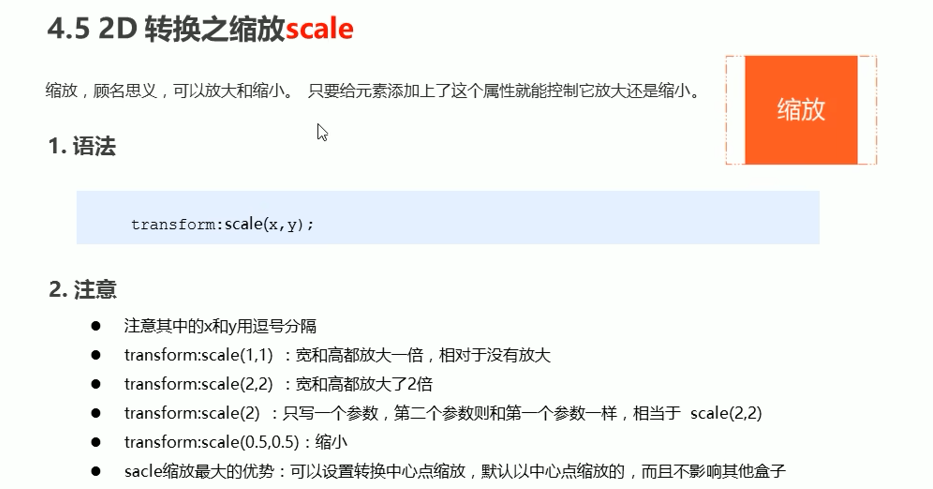 4.5 2D 转换之缩放scale
缩放，顾名思义，可以放大和缩小。 只要给元素添加上了这个属性就能控制它放大还是缩小。
缩放
1. 语法
transform:scale(x,y);
2. 注意
● 注意其中的x和y用逗号分隔
● transform:scale(1,1) ：宽和高都放大一倍，相对于没有放大
● transform:scale(2,2) ：宽和高都放大了2倍
● transform:scale(2) ：只写一个参数，第二个参数则和第一个参数一样，相当于 scale(2,2)
● transform:scale(0.5,0.5)：缩小
● sacle缩放最大的优势：可以设置转换中心点缩放，默认以中心点缩放的，而且不影响其他盒子